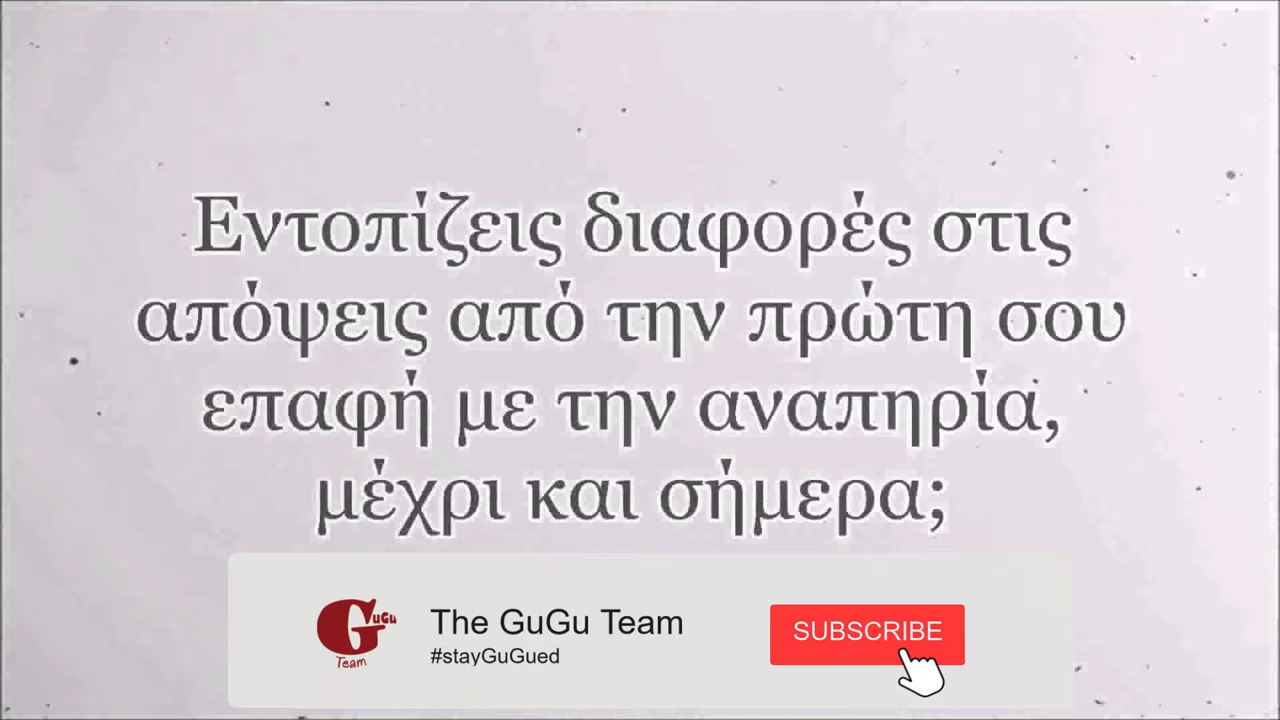 Εντοπίζεις διαφορές στις
απόψεις από την πρώτη σου
επαφή με την αναπηρία,
μέχρι και σήμερα;
GuGu
Team
The GuGu Team
#stayGuGued
SUBSCRIBE